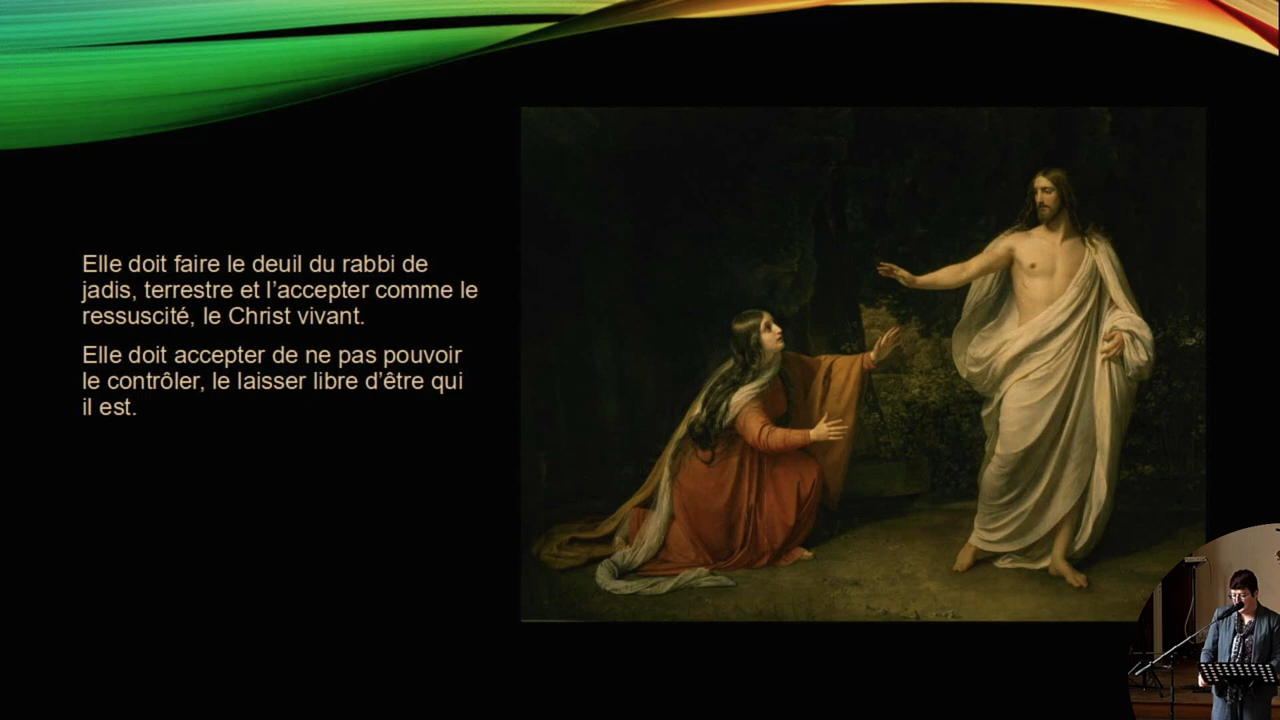 Elle doit faire le deuil du rabbi de
jadis, terrestre et l’accepter comme le
ressuscité, le Christ vivant.
Elle doit accepter de ne pas pouvoir
le contrôler, le laisser libre d’être qui
il est.